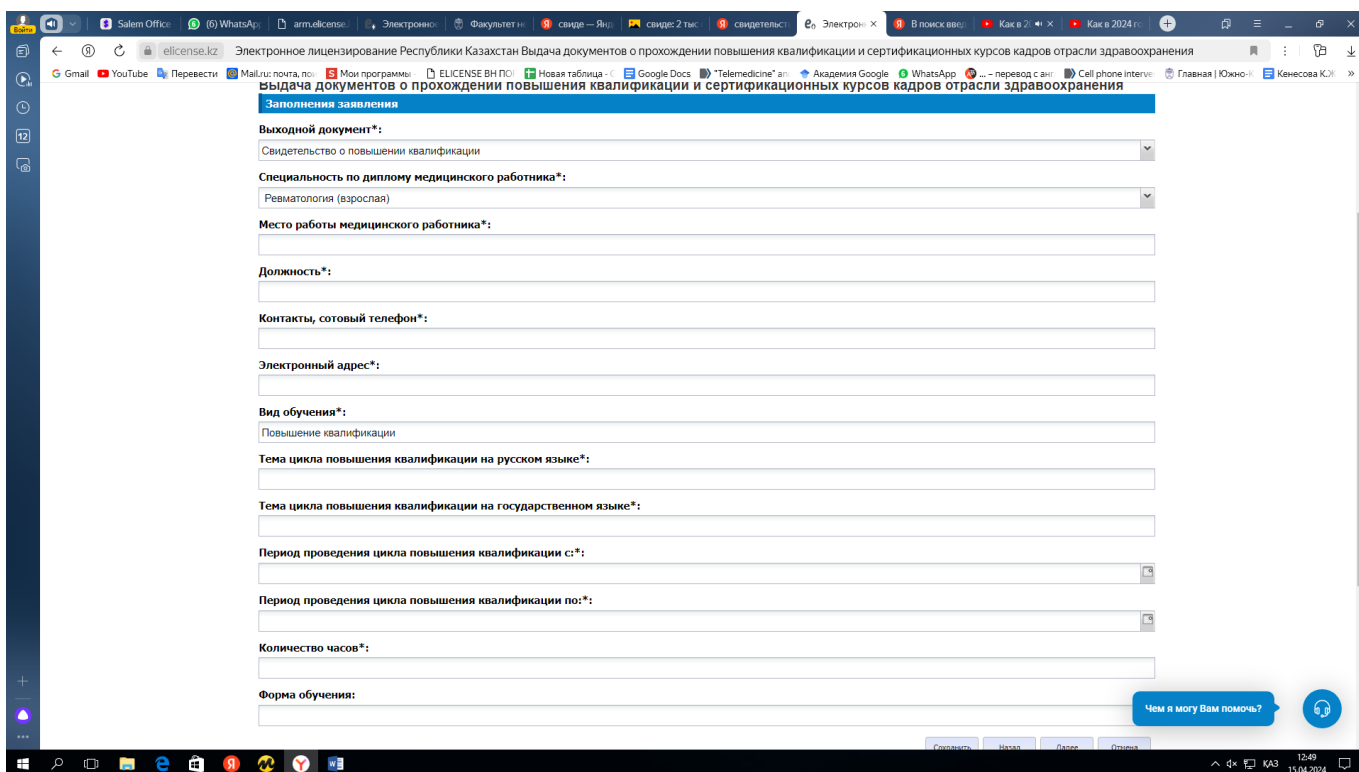 Войти
Salem Office
(6) WhatsApp
arm.elicense.
Электронное
Факультет н
свиде — Янд
свиде: 2 тыс
свидетельст
Электрон
В поиск введ
Как в 2
Как в 2024 го
elicense.kz Электронное лицензирование Республики Казахстан Выдача документов о прохождении повышения квалификации и сертификационных курсов кадров отрасли здравоохранения
Gmail YouTube Перевести Mail.ru: почта, пои Мои программы ELICENSE ВН ПО Новая таблица - Google Docs "Telemedicine" an Академия Google WhatsApp ... – перевод с анг Cell phone interve Главная | Южно-К Кенесова К.Ж »
12
Выдача документов о прохождении повышения квалификации и сертификационных курсов кадров отрасли здравоохранения
Заполнения заявления
Выходной документ*:
Свидетельство о повышении квалификации
Специальность по диплому медицинского работника*:
Ревматология (взрослая)
Место работы медицинского работника*:
Должность*:
Контакты, сотовый телефон*:
Электронный адрес*:
Вид обучения*:
Повышение квалификации
Тема цикла повышения квалификации на русском языке*:
Тема цикла повышения квалификации на государственном языке*:
Период проведения цикла повышения квалификации с:*:
Период проведения цикла повышения квалификации по:*:
Количество часов*:
Форма обучения:
Чем я могу Вам помочь?
Сохранить Назад Далее Отмена
КАЗ
12:49
15.04.2024